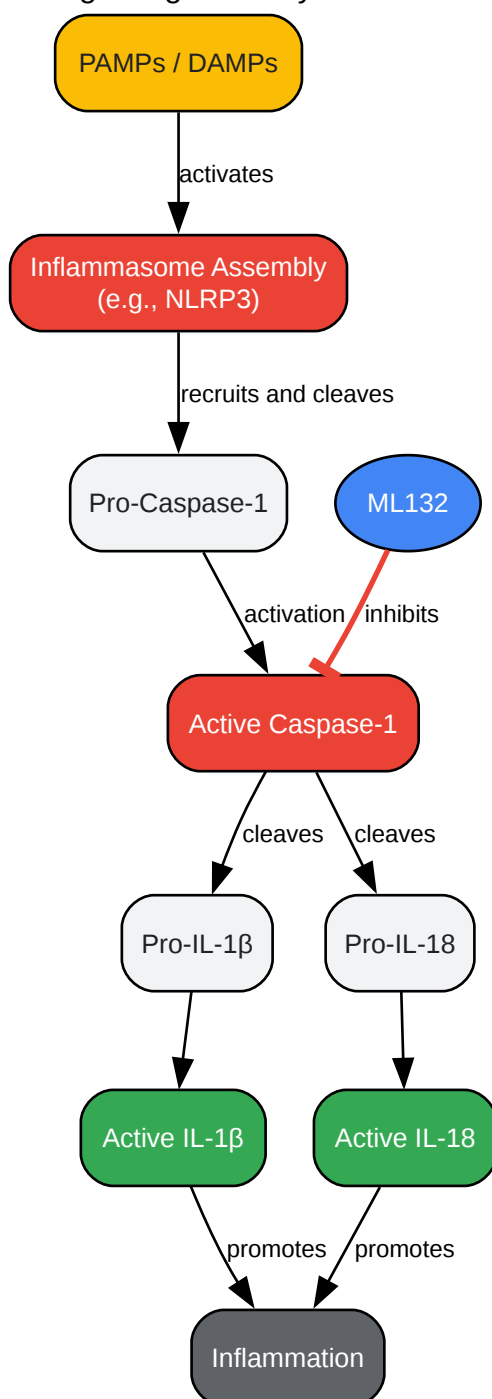 PAMPs / DAMPs
activates
Inflammasome Assembly
(e.g., NLRP3)
recruits and cleaves
Pro-Caspase-1
ML132
activation
inhibits
Active Caspase-1
cleaves
cleaves
Pro-IL-1β
Pro-IL-18
Active IL-1β
Active IL-18
promotes
promotes
Inflammation